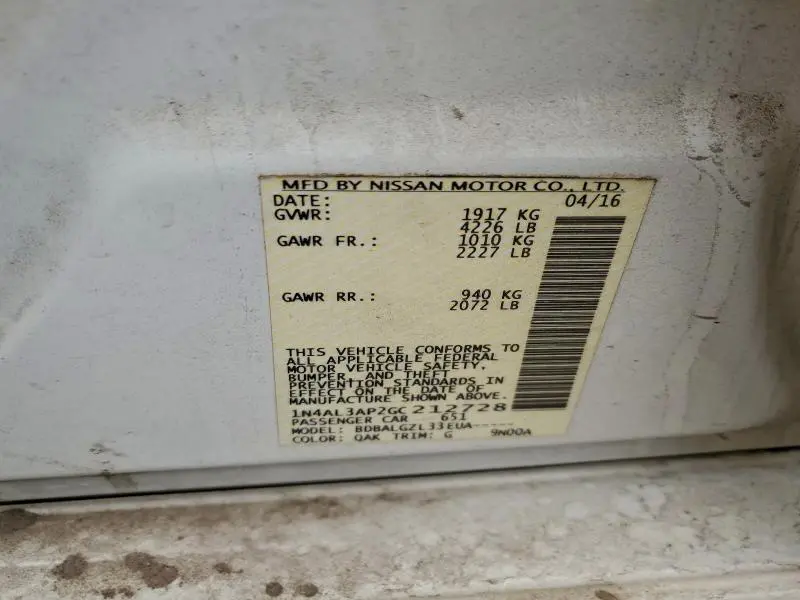 MFD BY NISSAN MOTOR CO., LTD.
DATE: 04/16
GVWR: 1917 KG
4226 LB
GAWR FR.: 1010 KG
2227 LB
GAWR RR.: 940 KG
2072 LB
THIS VEHICLE CONFORMS TO
ALL APPLICABLE FEDERAL
MOTOR VEHICLE SAFETY,
BUMPER, AND THEFT
PREVENTION STANDARDS IN
EFFECT ON THE DATE OF
MANUFACTURE SHOWN ABOVE.
1N4AL3AP2GC212728
PASSENGER CAR 651
MODEL: BDBALGZL33EUA-----
COLOR: QAK TRIM: G 9N00A